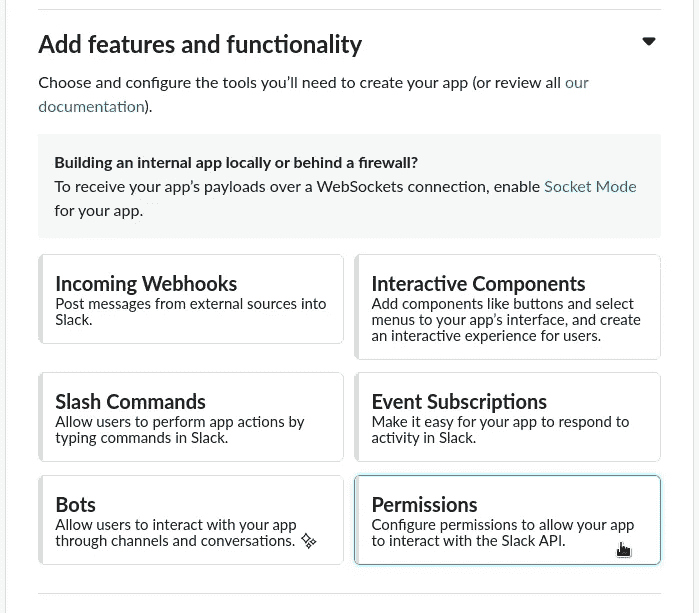 Add features and functionality
Choose and configure the tools you’ll need to create your app (or review all our
documentation).
Building an internal app locally or behind a firewall?
To receive your app’s payloads over a WebSockets connection, enable Socket Mode
for your app.
Incoming Webhooks
Post messages from external sources into
Slack.
Interactive Components
Add components like buttons and select
menus to your app’s interface, and create
an interactive experience for users.
Slash Commands
Allow users to perform app actions by
typing commands in Slack.
Event Subscriptions
Make it easy for your app to respond to
activity in Slack.
Bots
Allow users to interact with your app
through channels and conversations.
Permissions
Configure permissions to allow your app
to interact with the Slack API.